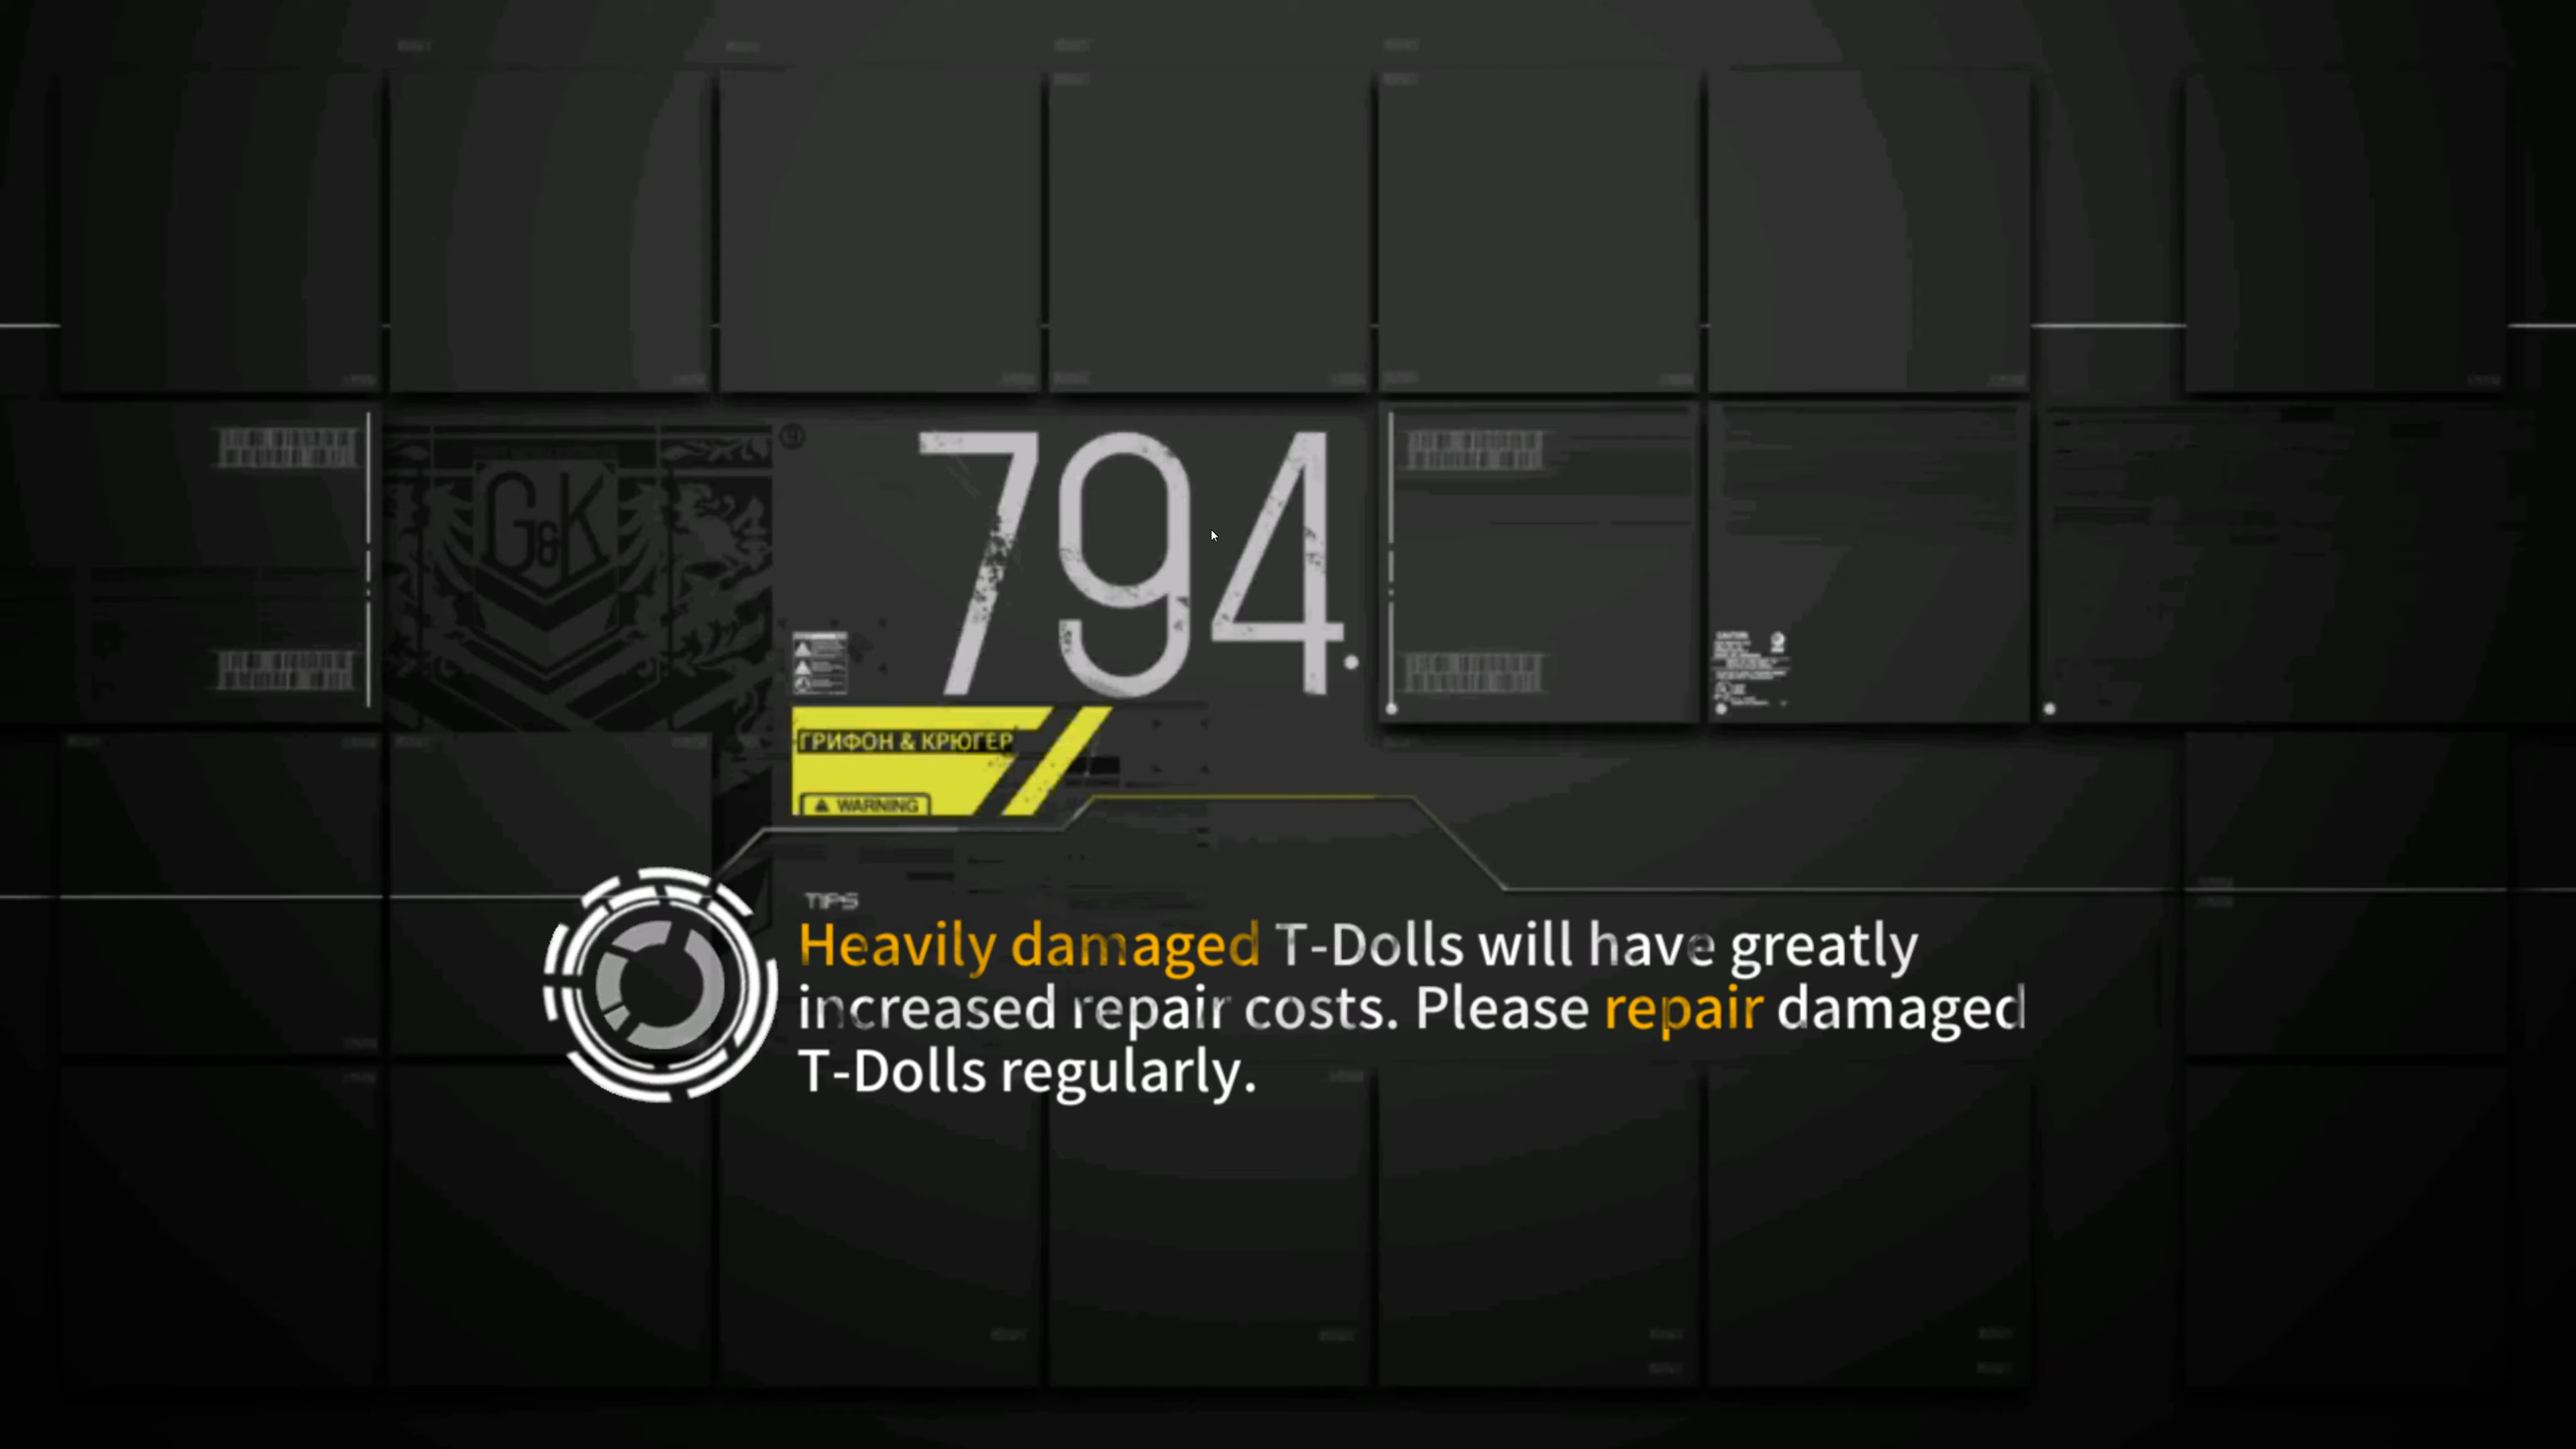 G&K
794.
ГРИФОН & КРЮГЕР
WARNING
TIPS
Heavily damaged T-Dolls will have greatly
increased repair costs. Please repair damaged
T-Dolls regularly.
CAUTION